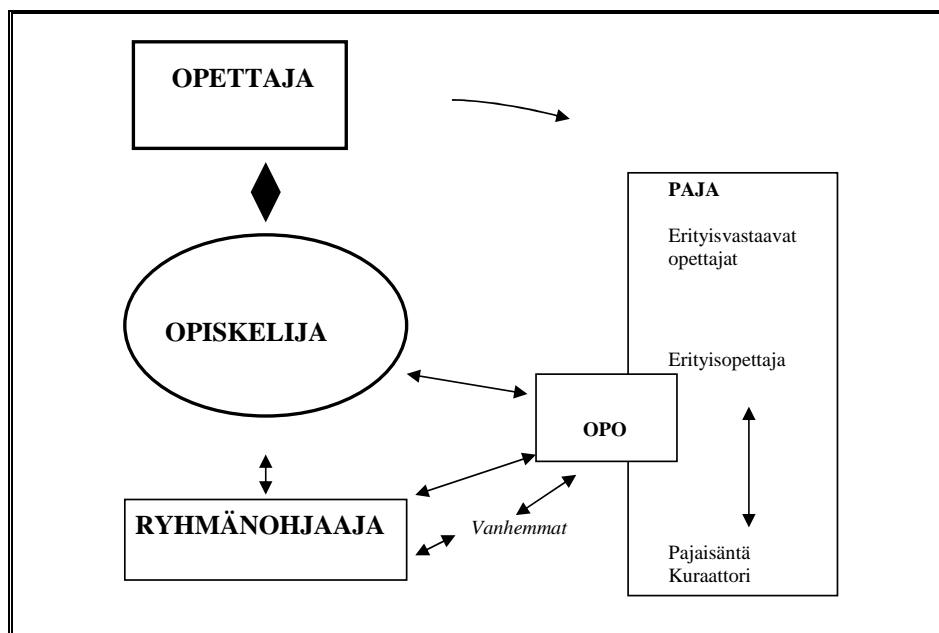 OPETTAJA
PAJA
Erityisvastaavat
opettajat
OPISKELIJA
Erityisopettaja
OPO
RYHMÄNOHJAAJA
Vanhemmat
Pajaisäntä
Kuraattori